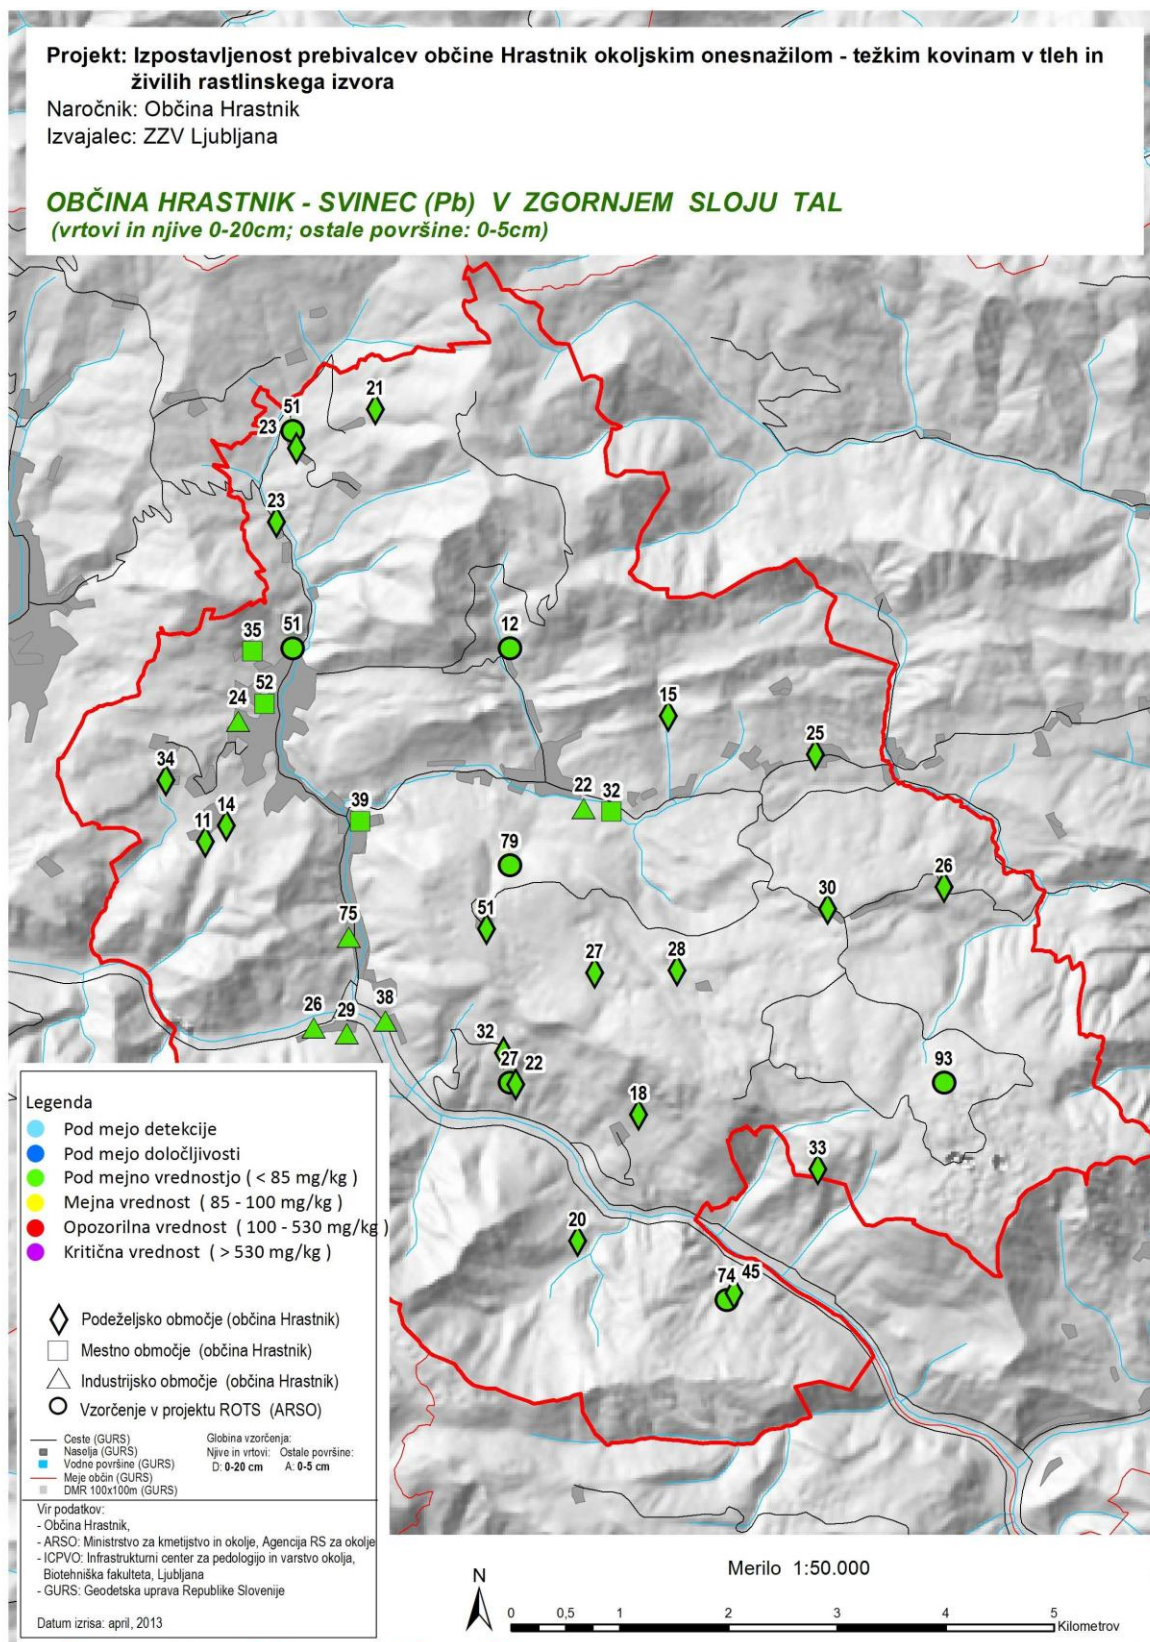 Projekt: Izpostavljenost prebivalcev občine Hrastnik okoljskim onesnažilom - težkim kovinam v tleh in
živilih rastlinskega izvora
Naročnik: Občina Hrastnik
Izvajalec: ZZV Ljubljana
OBČINA HRASTNIK - SVINEC (Pb) V ZGORNJEM SLOJU TAL
(vrtovi in njive 0-20cm; ostale površine: 0-5cm)
21
51
23
23
51
12
35
52
24
15
25
34
22
32
39
14
11
79
26
30
51
75
27
28
38
26
29
32
27
22
93
18
33
20
74
45
Legenda
Pod mejo detekcije
Pod mejo določljivosti
Pod mejno vrednostjo ( < 85 mg/kg )
Mejna vrednost ( 85 - 100 mg/kg )
Opozorilna vrednost ( 100 - 530 mg/kg )
Kritična vrednost ( > 530 mg/kg )
Podeželjsko območje (občina Hrastnik)
Mestno območje (občina Hrastnik)
Industrijsko območje (občina Hrastnik)
Vzorčenje v projektu ROTS (ARSO)
Ceste (GURS)
Naselja (GURS)
Vodne površine (GURS)
Meje občin (GURS)
DMR 100x100m (GURS)
Globina vzorčenja:
Njive in vrtovi: Ostale površine:
D: 0-20 cm A: 0-5 cm
Vir podatkov:
- Občina Hrastnik,
- ARSO: Ministrstvo za kmetijstvo in okolje, Agencija RS za okolje
- ICPVO: Infrastrukturni center za pedologijo in varstvo okolja,
Biotehniška fakulteta, Ljubljana
- GURS: Geodetska uprava Republike Slovenije
Datum izrisa: april, 2013
N
Merilo 1:50.000
0 0,5 1 2 3 4 5
Kilometrov